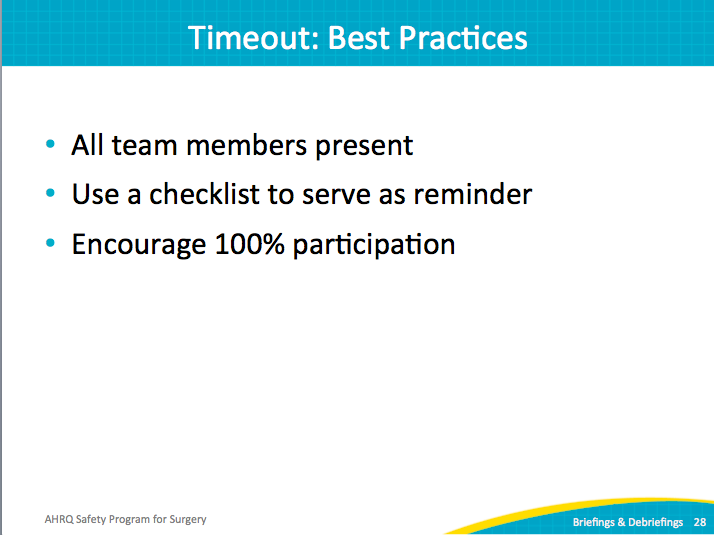 Timeout: Best Practices
• All team members present
• Use a checklist to serve as reminder
• Encourage 100% participation
AHRQ Safety Program for Surgery
Briefings & Debriefings 28